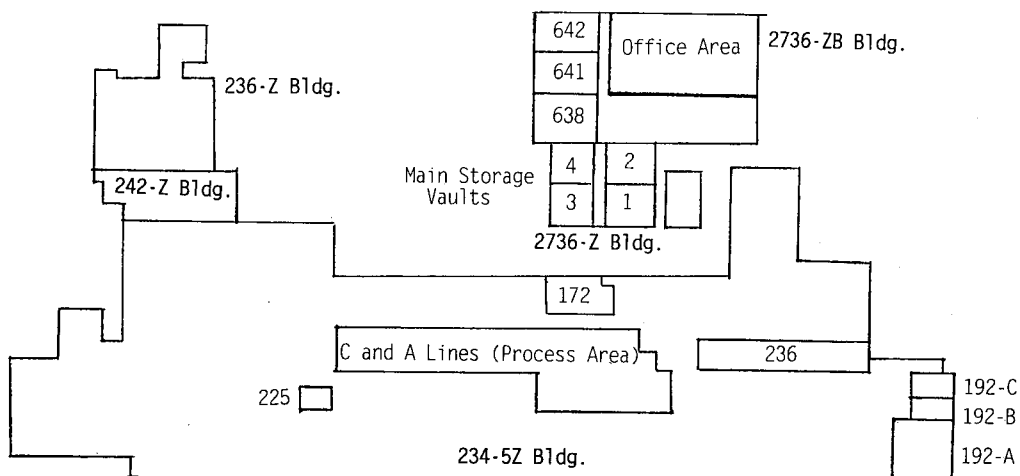 642
Office Area
2736-ZB Bldg.
641
236-Z Bldg.
638
4
2
Main Storage
Vaults
242-Z Bldg.
3
1
2736-Z Bldg.
172
C and A Lines (Process Area)
236
225
192-C
192-B
234-5Z Bldg.
192-A